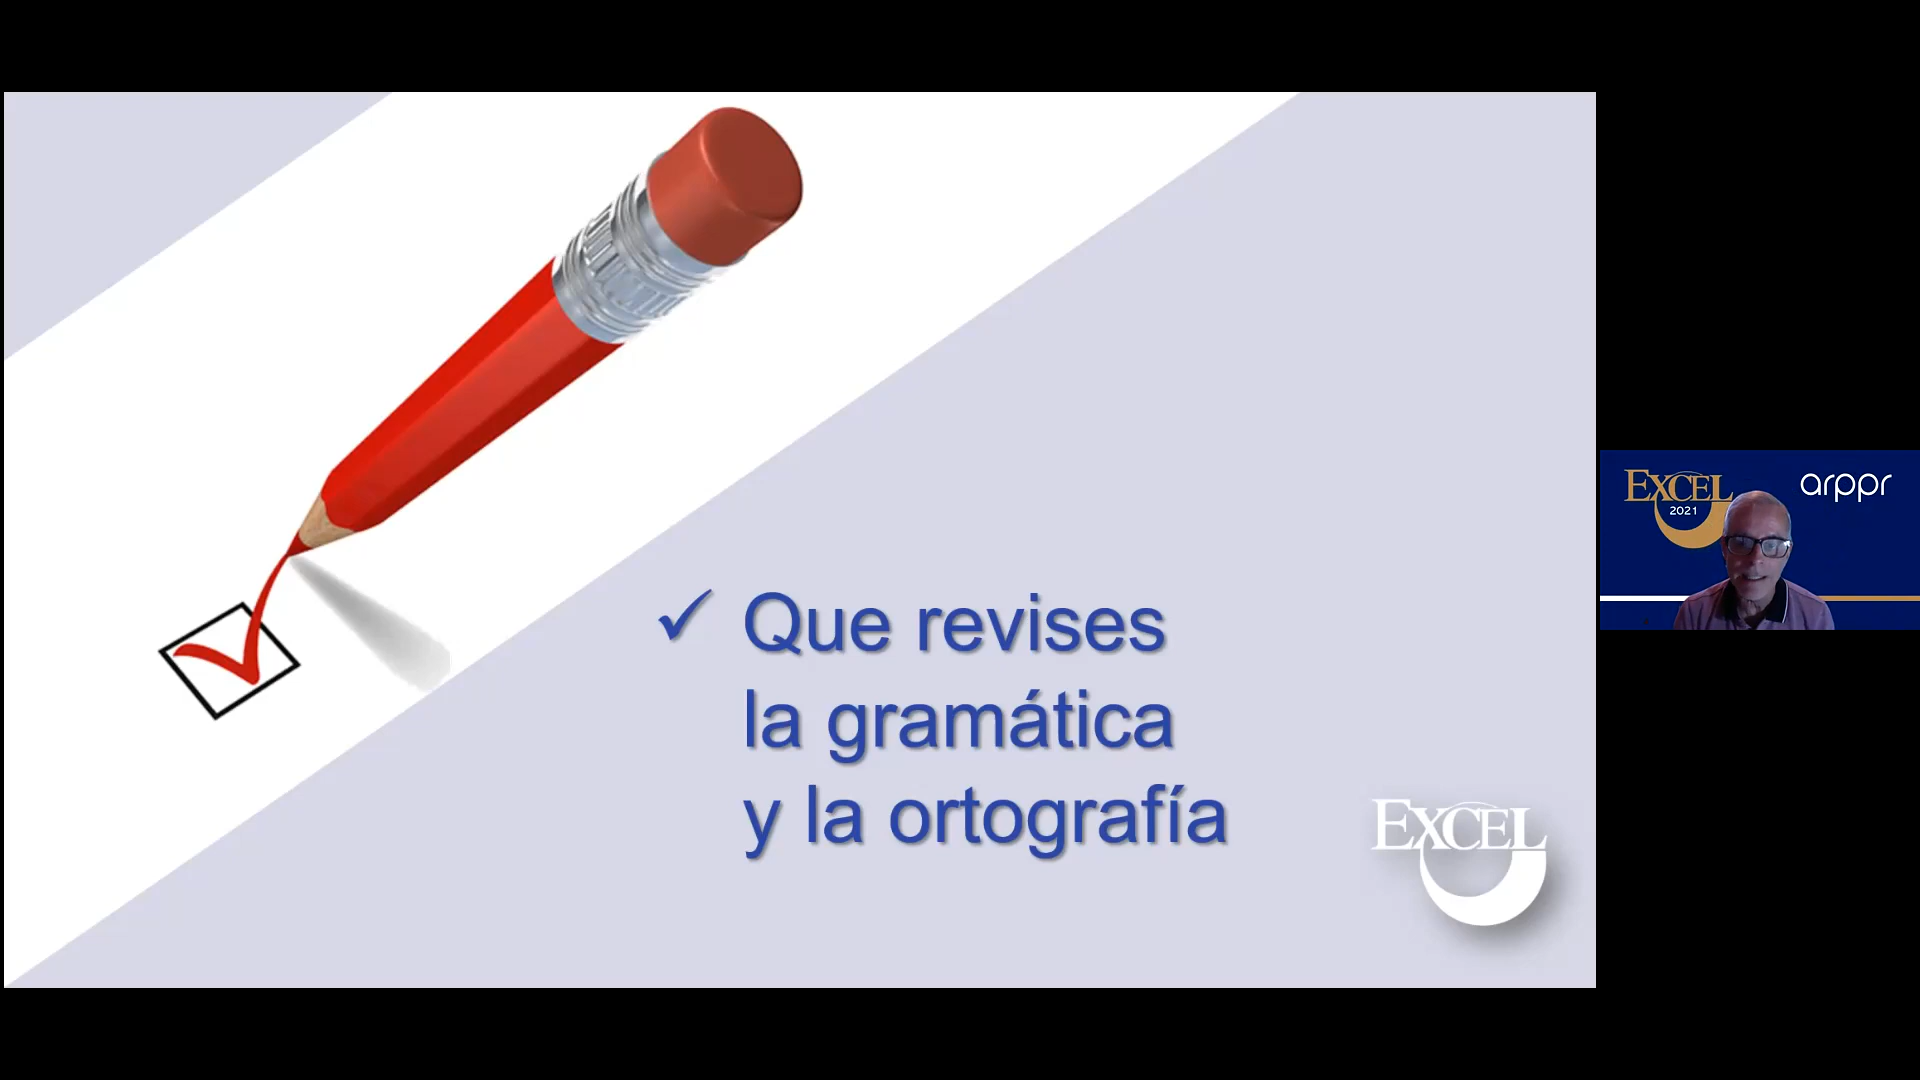 ✓ Que revises
la gramática
y la ortografía
EXCEL
EXCEL
2021
arppr